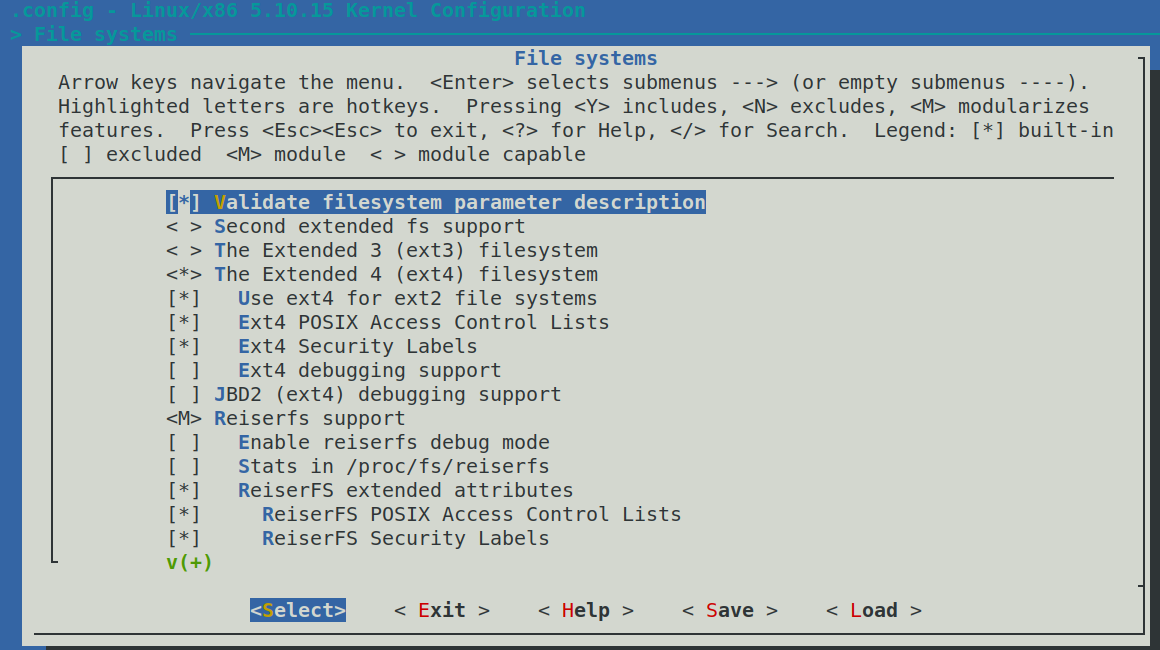 .config - Linux/x86 5.10.15 Kernel Configuration
> File systems
File systems
Arrow keys navigate the menu.  <Enter> selects submenus ---> (or empty submenus ----).
Highlighted letters are hotkeys.  Pressing <Y> includes, <N> excludes, <M> modularizes
features.  Press <Esc><Esc> to exit, <?> for Help, </> for Search.  Legend: [*] built-in
[ ] excluded  <M> module  < > module capable
[*] Validate filesystem parameter description
< > Second extended fs support
< > The Extended 3 (ext3) filesystem
<*> The Extended 4 (ext4) filesystem
[*]   Use ext4 for ext2 file systems
[*]   Ext4 POSIX Access Control Lists
[*]   Ext4 Security Labels
[ ]   Ext4 debugging support
[ ] JBD2 (ext4) debugging support
<M> Reiserfs support
[ ]   Enable reiserfs debug mode
[ ]   Stats in /proc/fs/reiserfs
[*]   ReiserFS extended attributes
[*]     ReiserFS POSIX Access Control Lists
[*]     ReiserFS Security Labels
v(+)
<Select>    < Exit >    < Help >    < Save >    < Load >